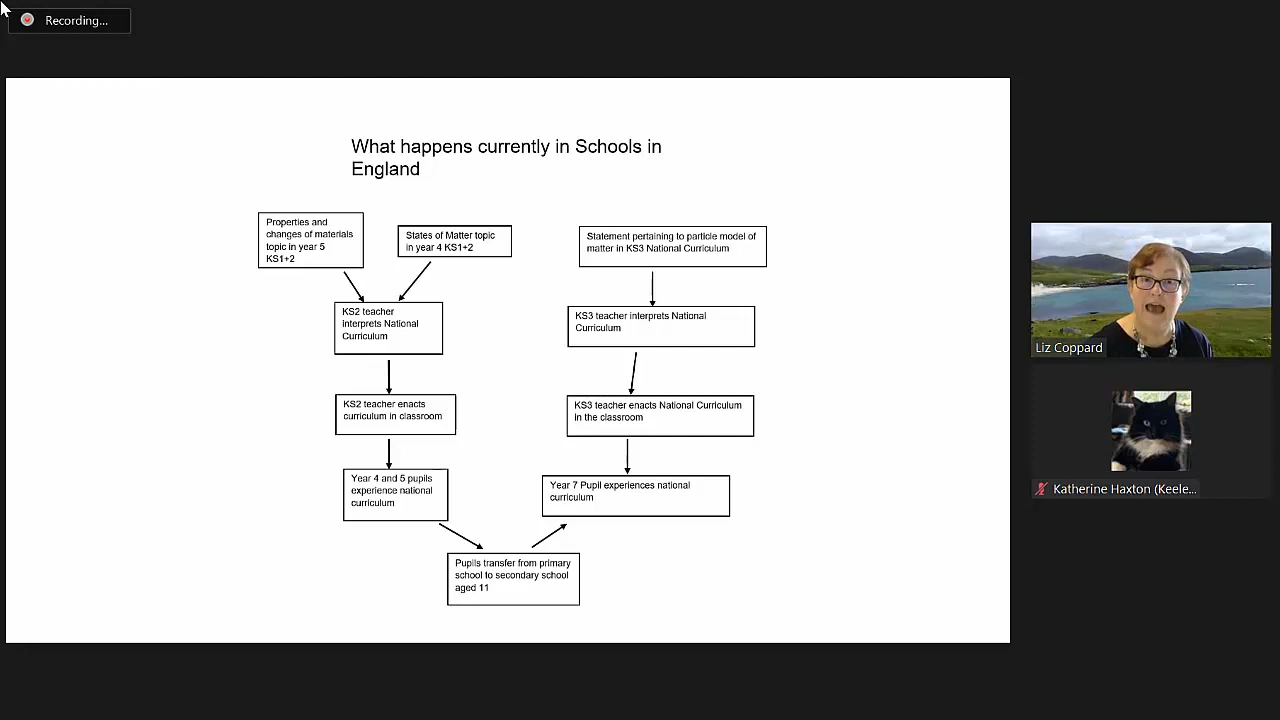 Recording...
What happens currently in Schools in
England
Properties and
changes of materials
topic in year 5
KS1+2
States of Matter topic
in year 4 KS1+2
Statement pertaining to particle model of
matter in KS3 National Curriculum
KS2 teacher
interprets National
Curriculum
KS3 teacher interprets National
Curriculum
KS2 teacher enacts
curriculum in classroom
KS3 teacher enacts National Curriculum
in the classroom
Year 4 and 5 pupils
experience national
curriculum
Year 7 Pupil experiences national
curriculum
Pupils transfer from primary
school to secondary school
aged 11
Liz Coppard
Katherine Haxton (Keele...